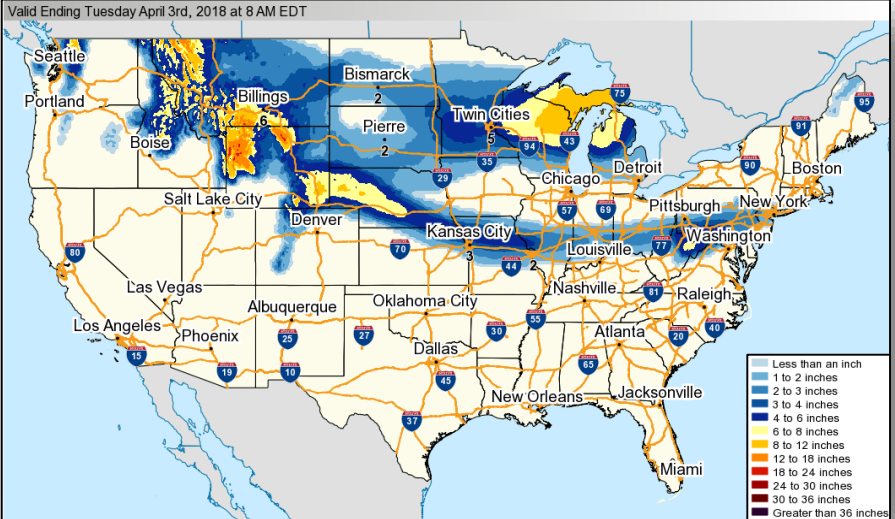 Valid Ending Tuesday April 3rd, 2018 at 8 AM EDT
Seattle
Portland
Billings
6
Bismarck
2
Pierre
2
Twin Cities
5
75
95
91
94
43
35
29
90
Boston
Boise
Salt Lake City
Denver
Chicago
Detroit
57
69
Pittsburgh
1
New York
Washington
77
80
70
Kansas City
3
44
2
Louisville
Las Vegas
Albuquerque
Oklahoma City
Nashville
81
Raleigh
Los Angeles
Phoenix
15
25
27
30
55
Atlanta
20
40
19
10
Dallas
45
65
37
New Orleans
Jacksonville
Miami
Less than an inch
1 to 2 inches
2 to 3 inches
3 to 4 inches
4 to 6 inches
6 to 8 inches
8 to 12 inches
12 to 18 inches
18 to 24 inches
24 to 30 inches
30 to 36 inches
Greater than 36 inches